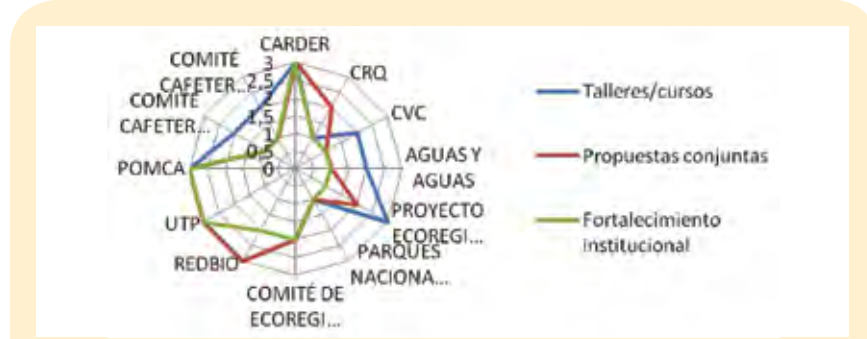 CARDER
3
2,5
2
1,5
1
0,5
0
CRQ
CVC
AGUAS Y
AGUAS
PROYECTO
ECOREGI...
PARQUES
NACIONA...
COMITÉ DE
ECOREGI...
REDBIO
UTP
POMCA
COMITÉ
CAFETER...
COMITÉ
CAFETER...
Talleres/cursos
Propuestas conjuntas
Fortalecimiento
institucional